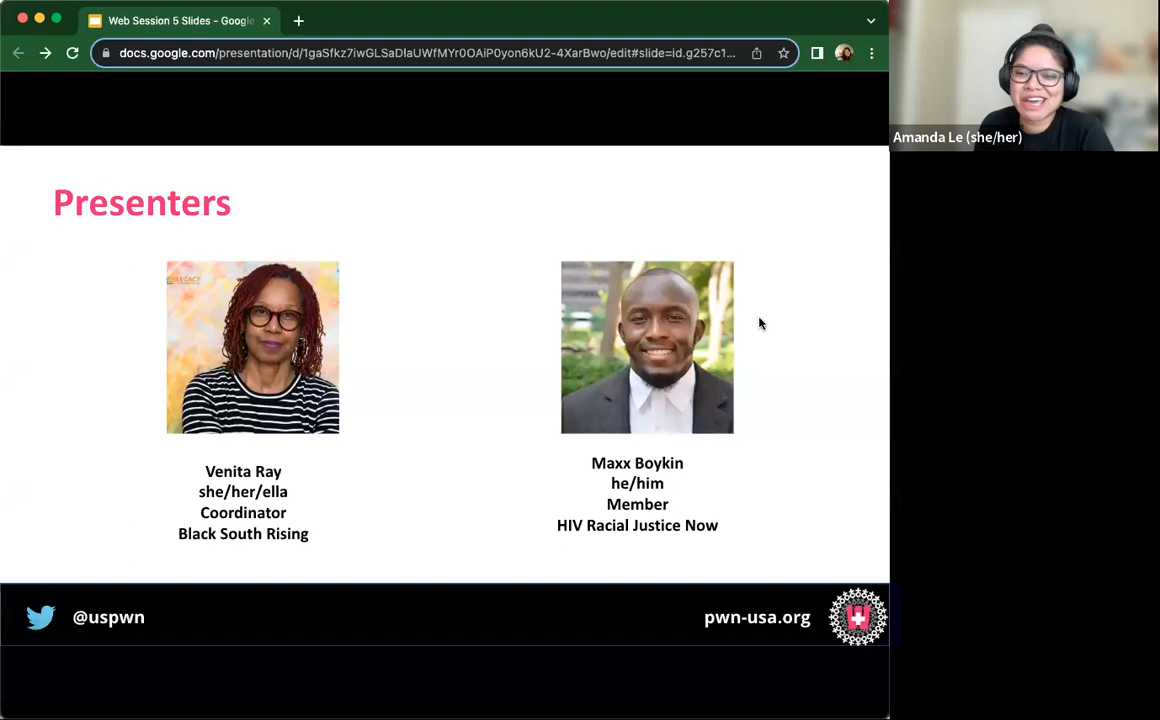 Web Session 5 Slides - Google
docs.google.com/presentation/d/1gaSfkz7iwGLSaDlaUWfMYr0OAiP0yon6kU2-4XarBwo/edit#slide=id.g257c1...
Amanda Le (she/her)
Presenters
LEGACY
Venita Ray
she/her/ella
Coordinator
Black South Rising
Maxx Boykin
he/him
Member
HIV Racial Justice Now
@uspwn
pwn-usa.org